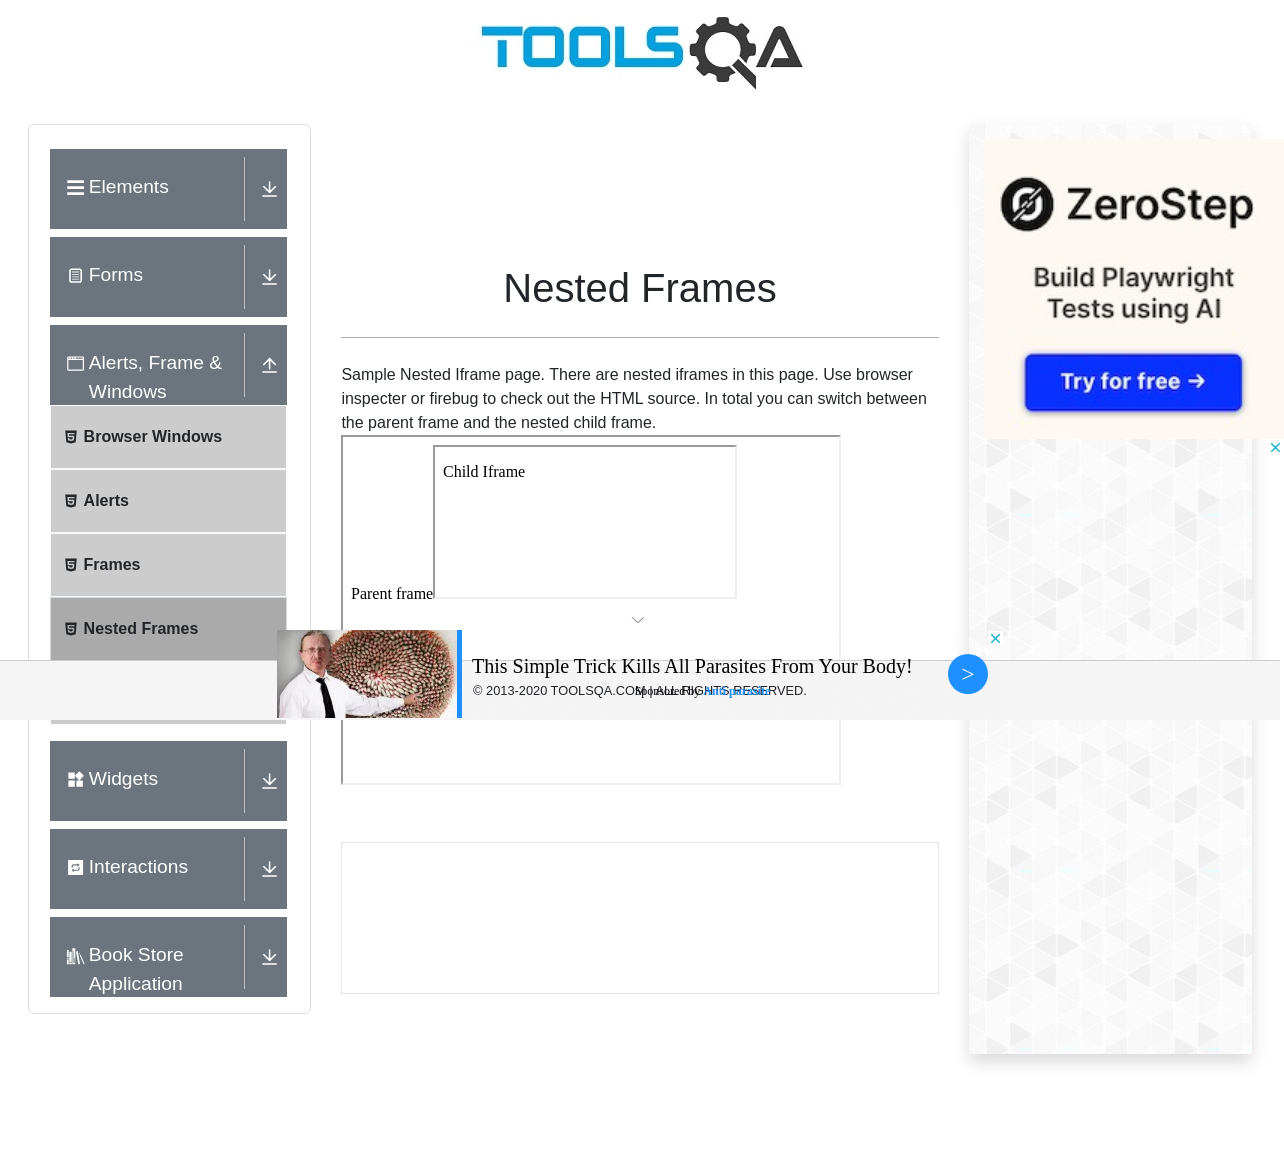 TOOLSQA
Elements
Forms
Alerts, Frame &
Windows
Browser Windows
Alerts
Frames
Nested Frames
Widgets
Interactions
Book Store
Application
Nested Frames
Sample Nested Iframe page. There are nested iframes in this page. Use browser
inspecter or firebug to check out the HTML source. In total you can switch between
the parent frame and the nested child frame.
Child Iframe
Parent frame
This Simple Trick Kills All Parasites From Your Body!
>
© 2013-2020 TOOLSQA.COM | ALL RIGHTS RESERVED.
Sponsored by
ZeroStep
Build Playwright
Tests using AI
Try for free →